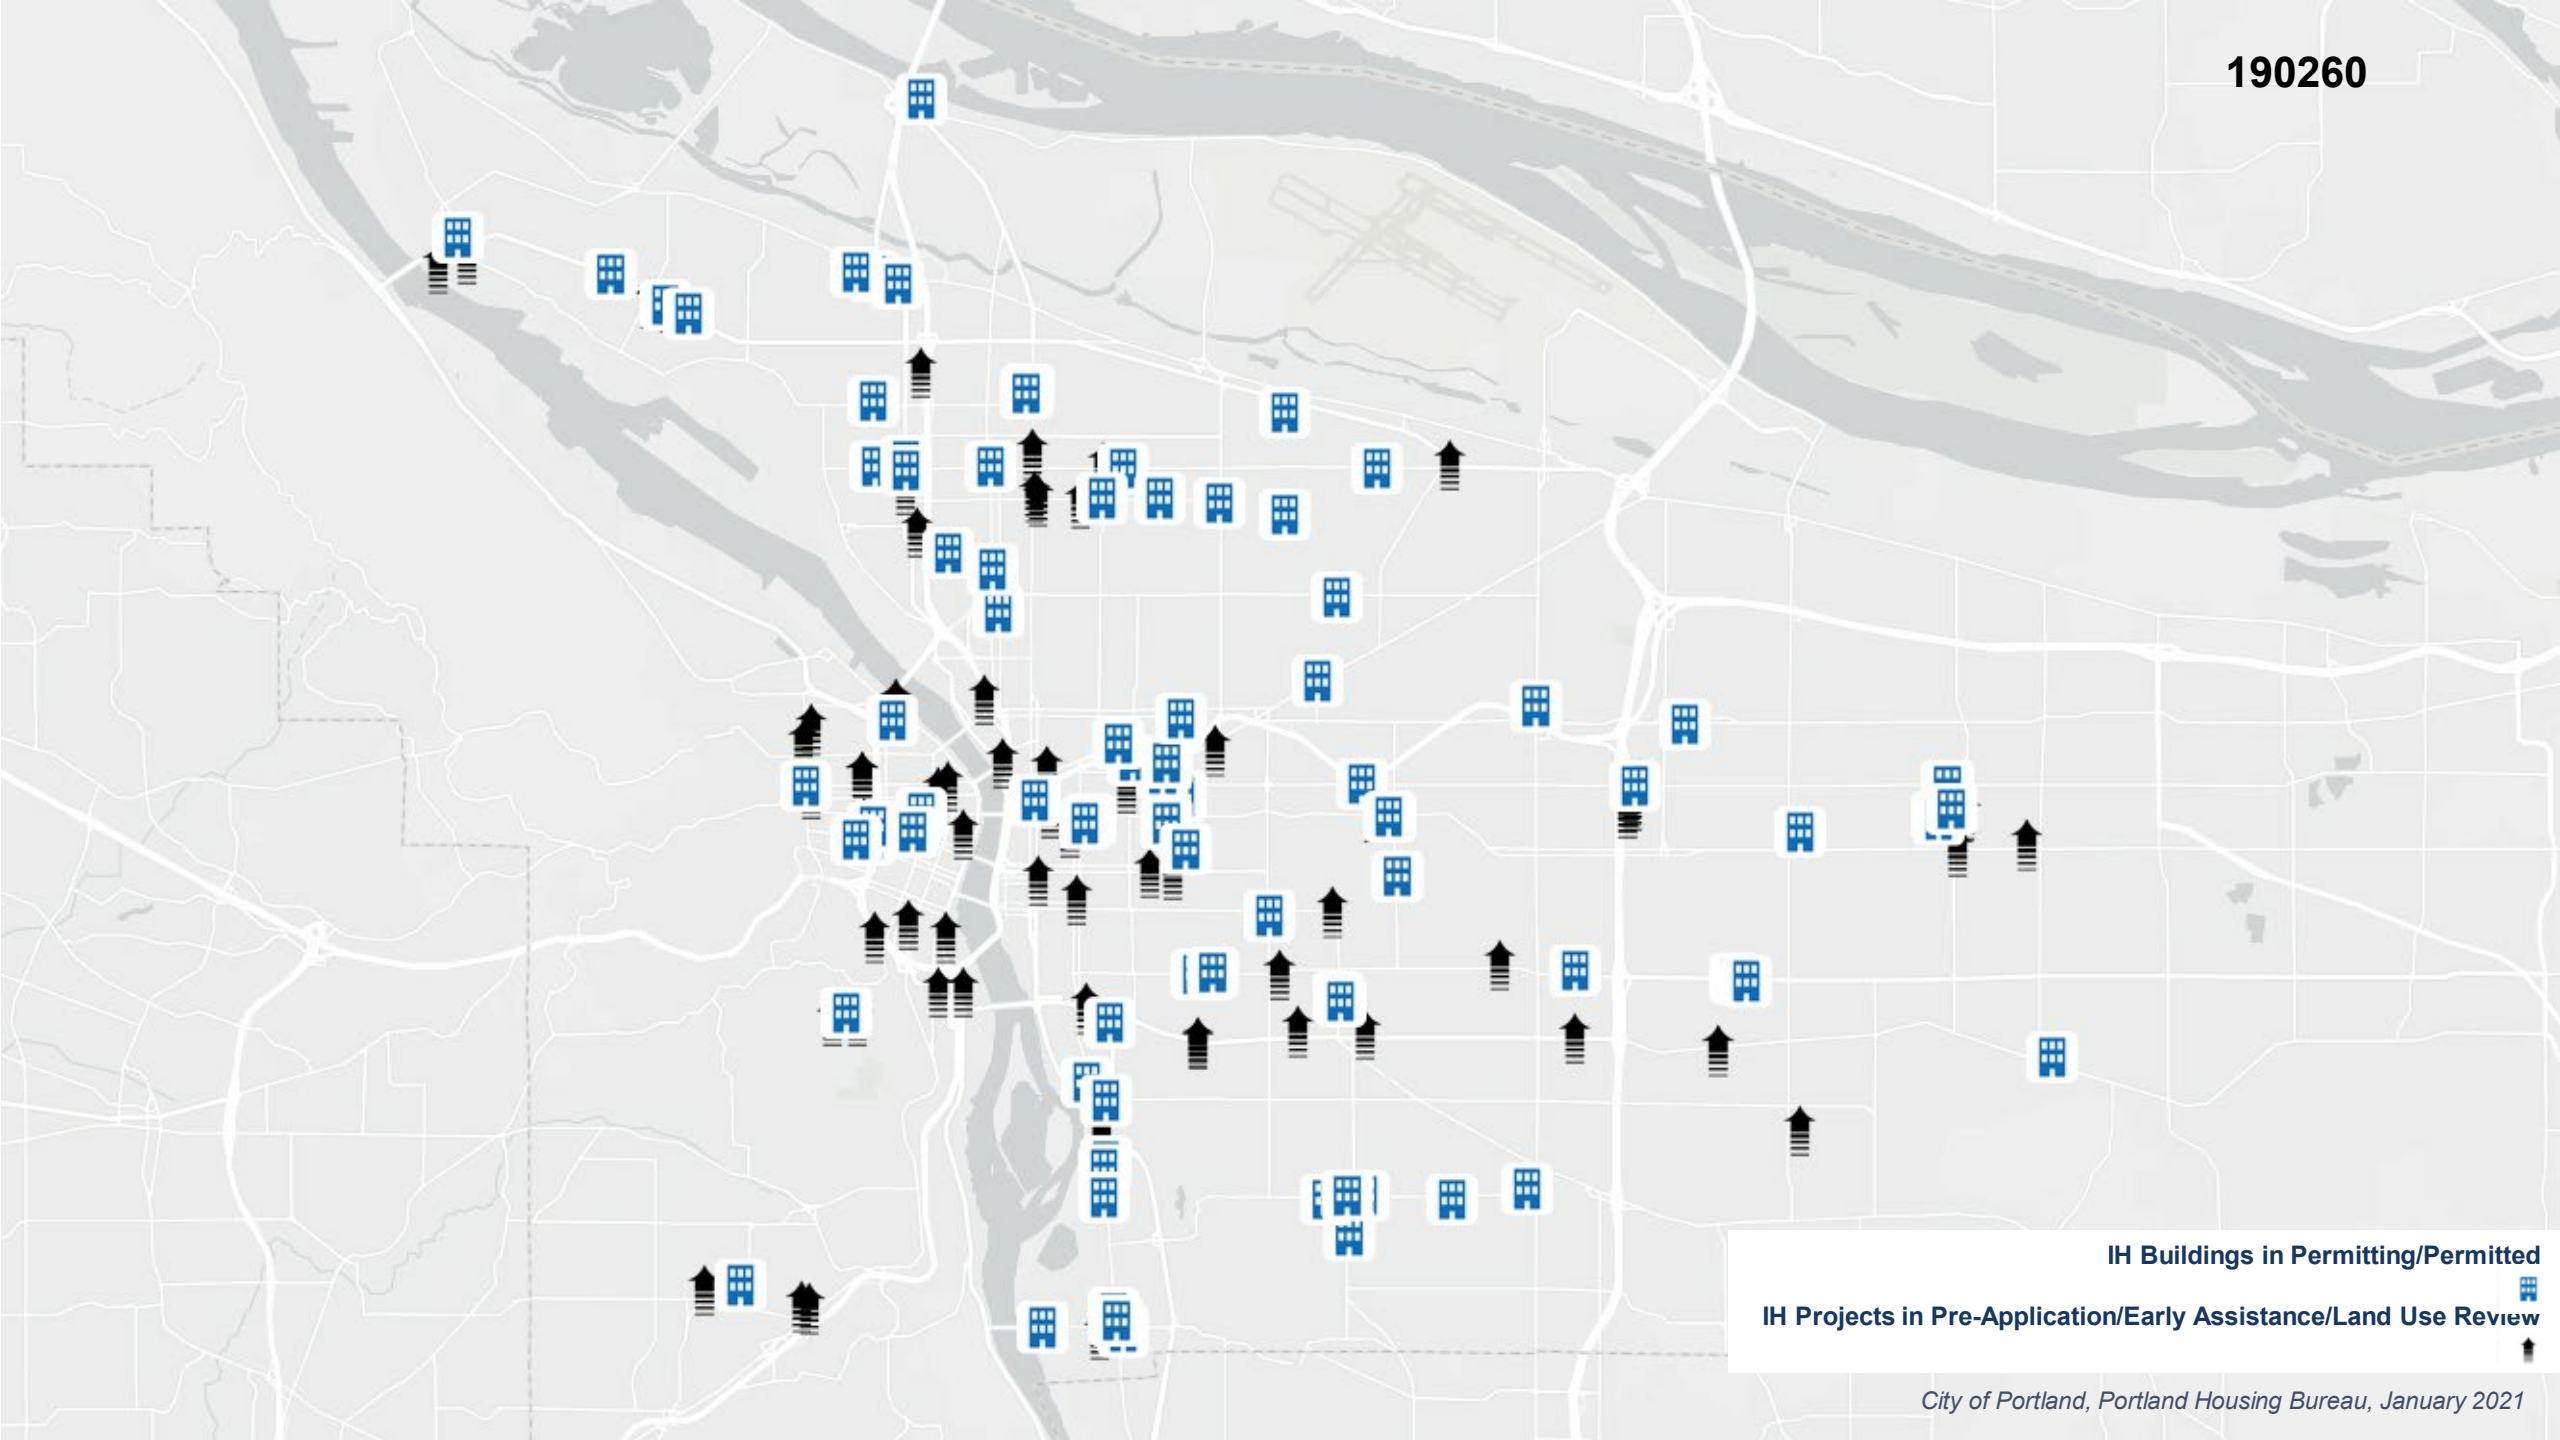 190260
IH Buildings in Permitting/Permitted
IH Projects in Pre-Application/Early Assistance/Land Use Review
City of Portland, Portland Housing Bureau, January 2021